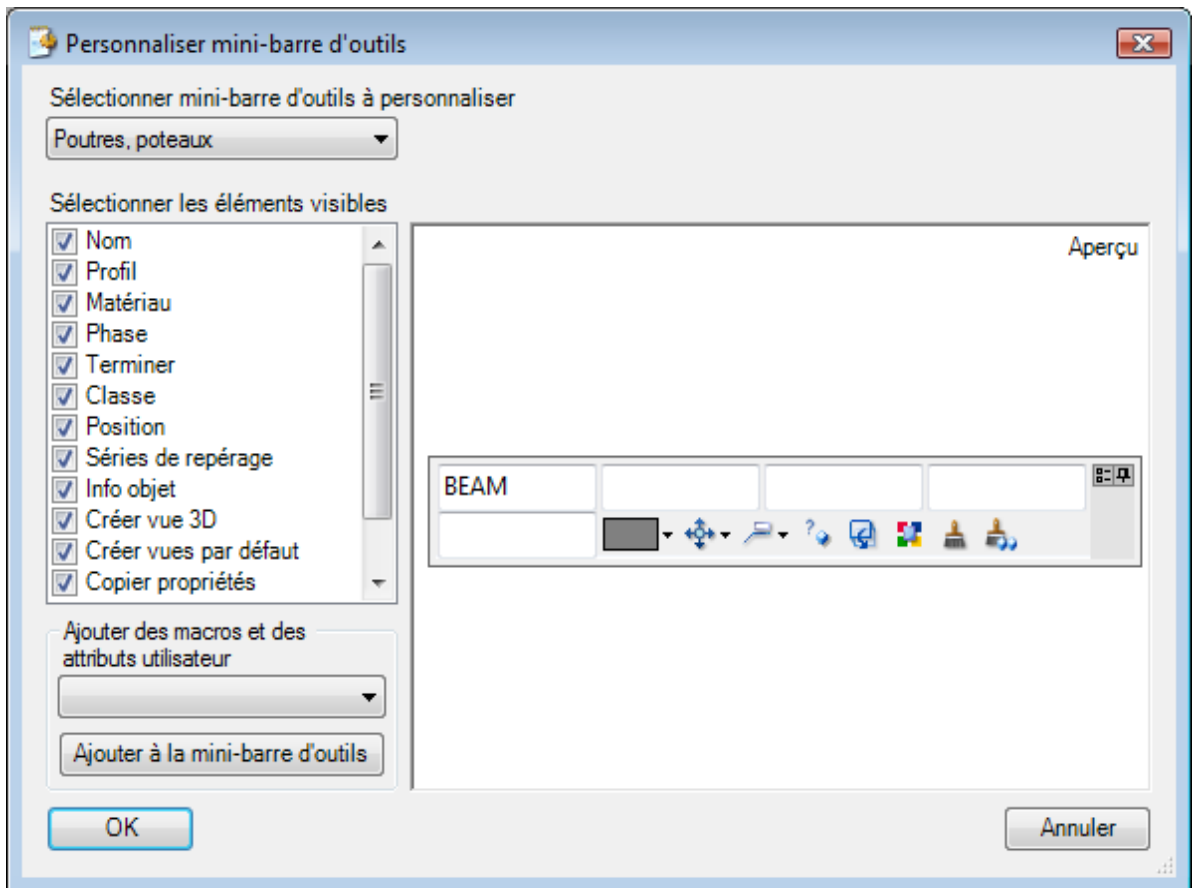 Personnaliser mini-barre d'outils
Sélectionner mini-barre d'outils à personnaliser
Poutres, poteaux
Sélectionner les éléments visibles
Nom
Profil
Matériau
Phase
Terminer
Classe
Position
Séries de repérage
Info objet
Créer vue 3D
Créer vues par défaut
Copier propriétés
Aperçu
BEAM
Ajouter des macros et des
attributs utilisateur
Ajouter à la mini-barre d'outils
OK
Annuler